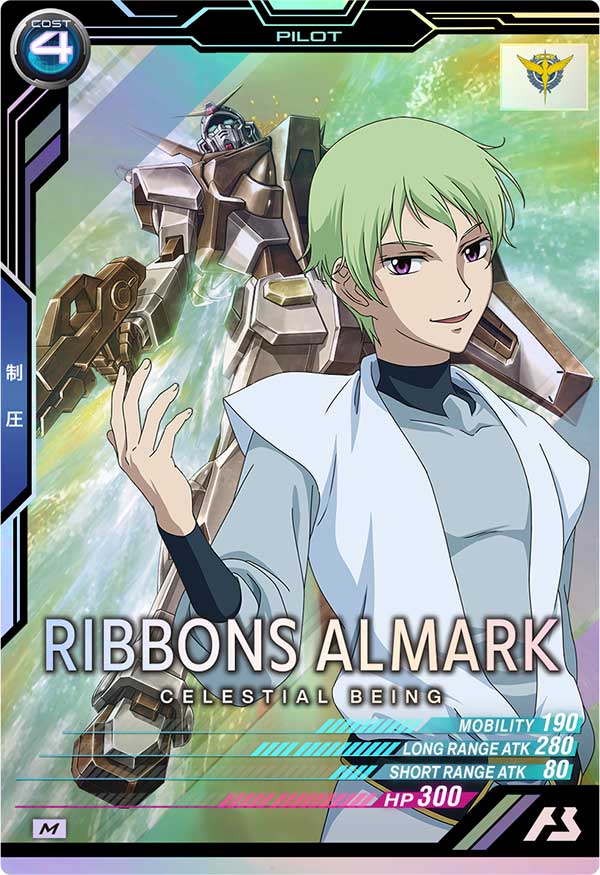 COST
4
PILOT
制圧
RIBBONS ALMARK
CELESTIAL BEING
MOBILITY 190
LONG RANGE ATK 280
SHORT RANGE ATK 80
HP 300
M